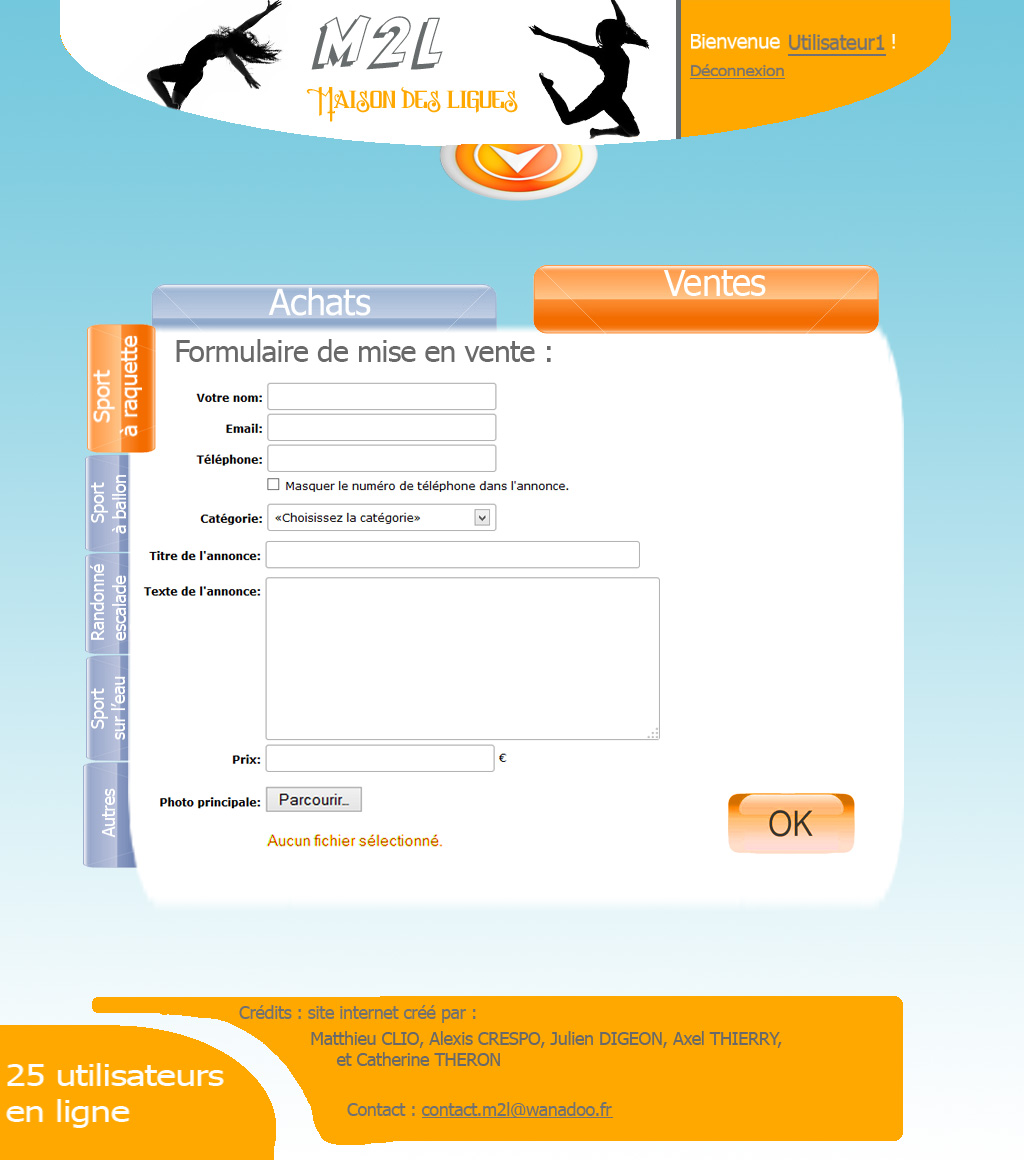 M2L
Maison des ligues
Bienvenue Utilisateur1 !
Déconnexion
Achats
Ventes
Sport
à raquette
Sport
à ballon
Randonné
escalade
Sport
sur l'eau
Autres
Formulaire de mise en vente :
Votre nom:
Email:
Téléphone:
Masquer le numéro de téléphone dans l'annonce.
Catégorie: «Choisissez la catégorie»
Titre de l'annonce:
Texte de l'annonce:
Prix: €
Photo principale: Parcourir...
Aucun fichier sélectionné.
OK
Crédits : site internet créé par :
Matthieu CLIO, Alexis CRESPO, Julien DIGEON, Axel THIERRY,
et Catherine THERON
Contact : contact.m2l@wanadoo.fr
25 utilisateurs
en ligne